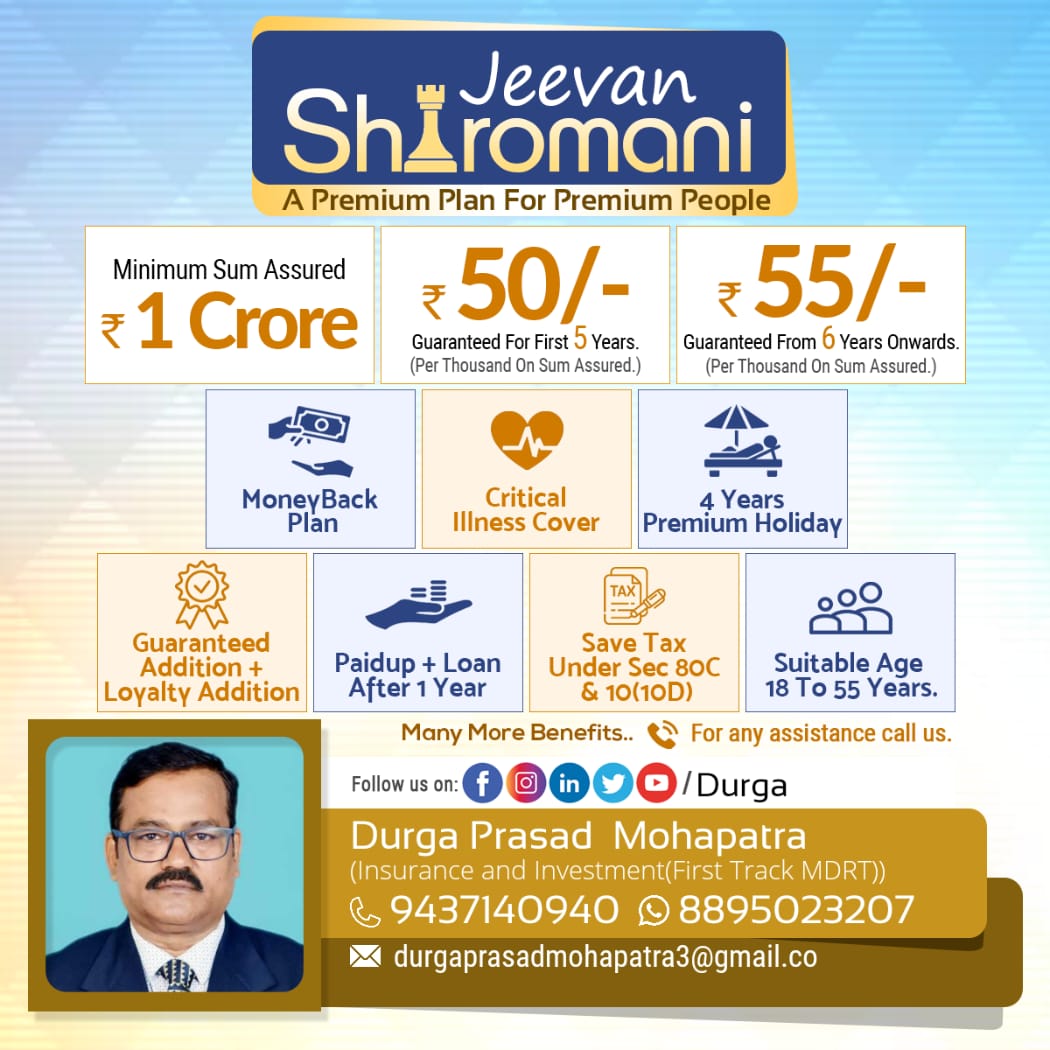 Jeevan
Shiromani
A Premium Plan For Premium People
Minimum Sum Assured
₹ 1 Crore
₹ 50/-
Guaranteed For First 5 Years.
(Per Thousand On Sum Assured.)
₹ 55/-
Guaranteed From 6 Years Onwards.
(Per Thousand On Sum Assured.)
MoneyBack
Plan
Critical
Illness Cover
4 Years
Premium Holiday
Guaranteed
Addition +
Loyalty Addition
Paidup + Loan
After 1 Year
TAX
Save Tax
Under Sec 80C
& 10(10D)
Suitable Age
18 To 55 Years.
Many More Benefits.. For any assistance call us.
Follow us on: f in /Durga
Durga Prasad Mohapatra
(Insurance and Investment(First Track MDRT))
9437140940 8895023207
durgaprasadmohapatra3@gmail.co